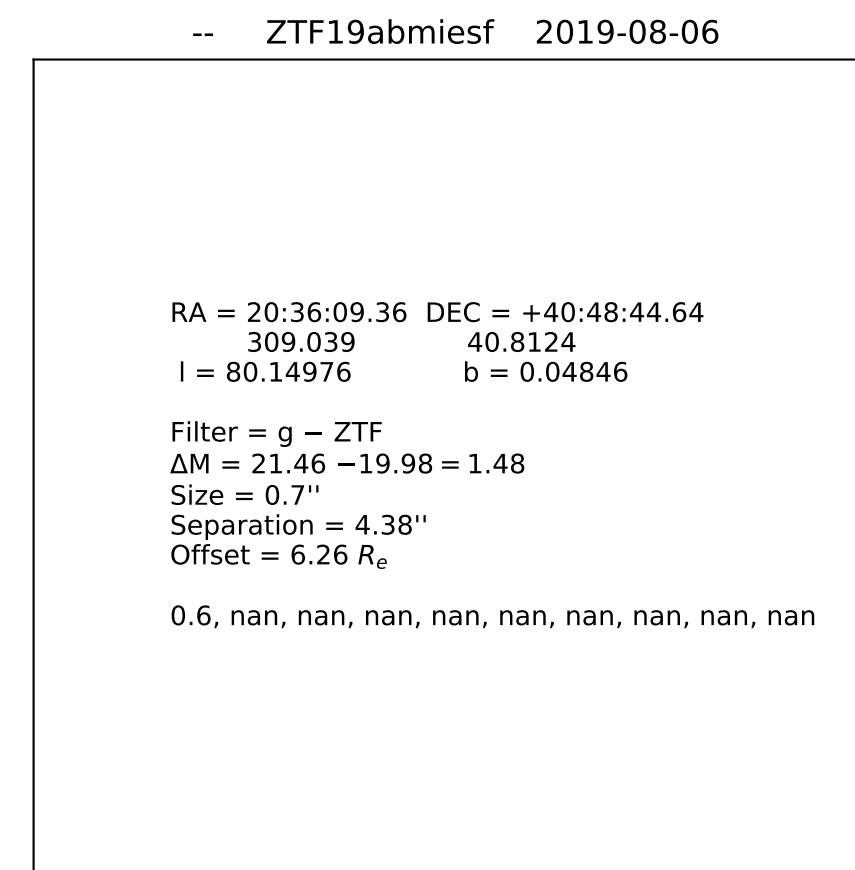 -- ZTF19abmiesf 2019-08-06
RA = 20:36:09.36 DEC = +40:48:44.64
309.039 40.8124
l = 80.14976 b = 0.04846
Filter = g − ZTF
ΔM = 21.46 −19.98 = 1.48
Size = 0.7''
Separation = 4.38''
Offset = 6.26 Re
0.6, nan, nan, nan, nan, nan, nan, nan, nan, nan